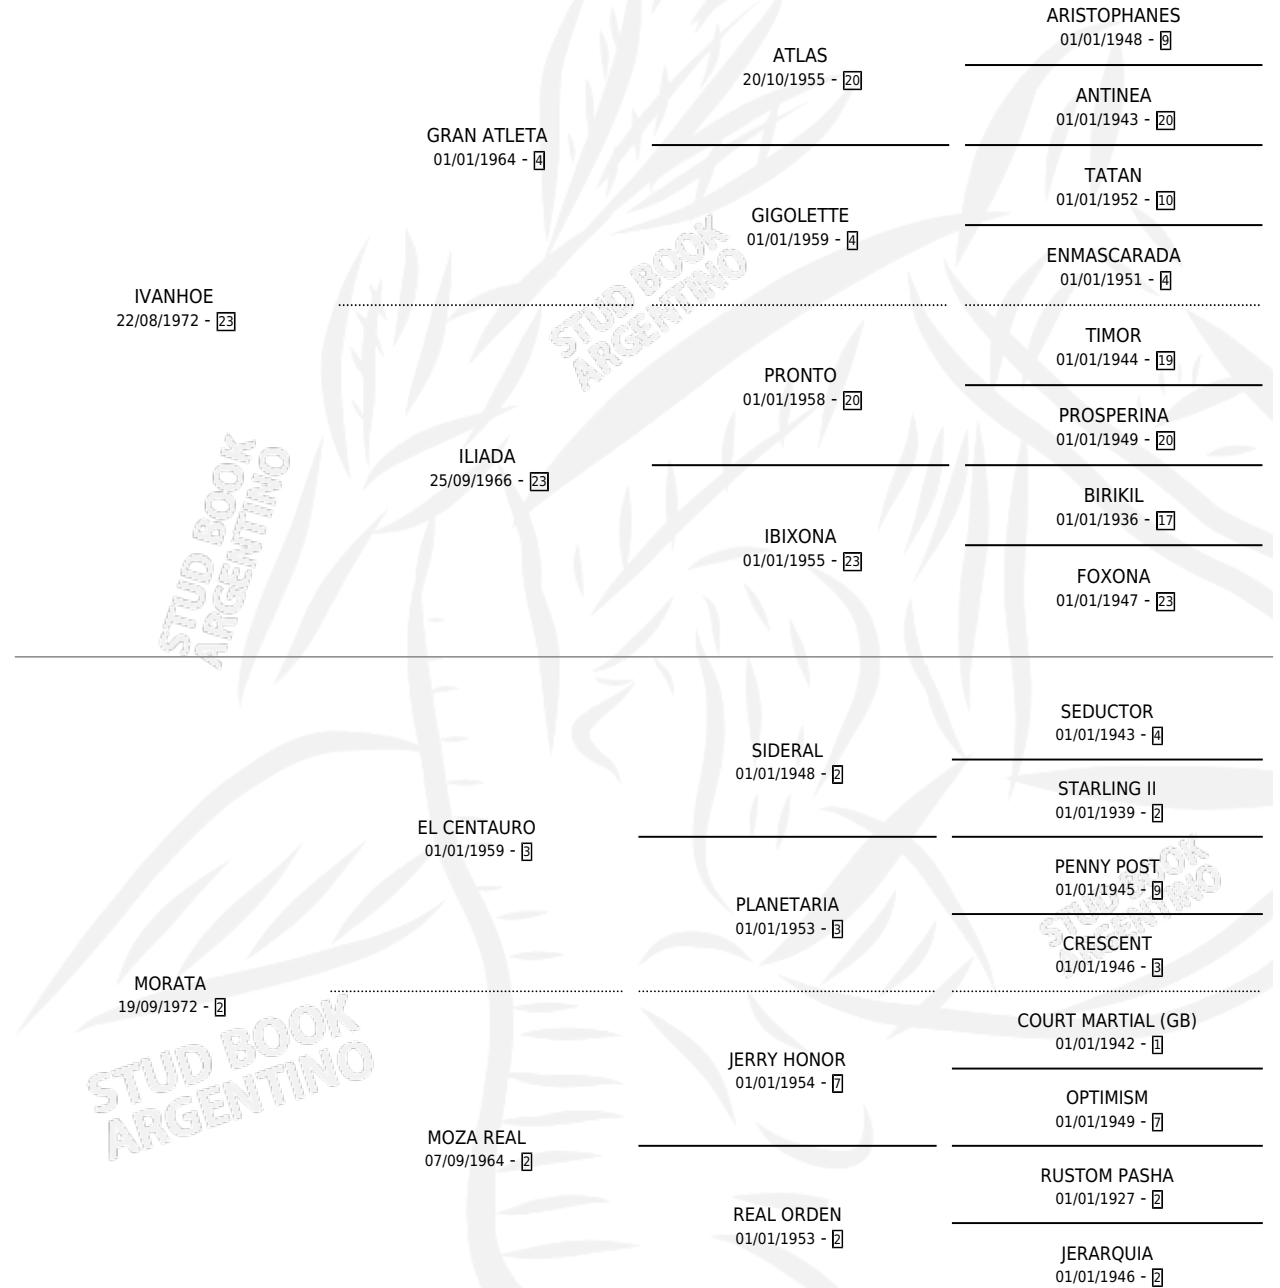 ARISTOPHANES
01/01/1948 - 9
ATLAS
20/10/1955 - 20
ANTINEA
01/01/1943 - 20
GRAN ATLETA
01/01/1964 - 4
TATAN
01/01/1952 - 10
GIGOLETTE
01/01/1959 - 4
ENMASCARADA
01/01/1951 - 4
IVANHOE
22/08/1972 - 23
STUD BOOK
ARGENTINO
TIMOR
01/01/1944 - 19
PRONTO
01/01/1958 - 20
PROSPERINA
01/01/1949 - 20
ILIADA
25/09/1966 - 23
BIRIKIL
01/01/1936 - 17
IBIXONA
01/01/1955 - 23
FOXONA
01/01/1947 - 23
STUD BOOK
ARGENTINO
SEDUCTOR
01/01/1943 - 4
SIDERAL
01/01/1948 - 2
STARLING II
01/01/1939 - 2
EL CENTAURO
01/01/1959 - 3
PENNY POST
01/01/1945 - 9
PLANETARIA
01/01/1953 - 3
STUD BOOK
ARGENTINO
CRESCENT
01/01/1946 - 3
MORATA
19/09/1972 - 2
COURT MARTIAL (GB)
01/01/1942 - 1
JERRY HONOR
01/01/1954 - 7
STUD BOOK
ARGENTINO
OPTIMISM
01/01/1949 - 7
MOZA REAL
07/09/1964 - 2
RUSTOM PASHA
01/01/1927 - 2
REAL ORDEN
01/01/1953 - 2
JERARQUIA
01/01/1946 - 2